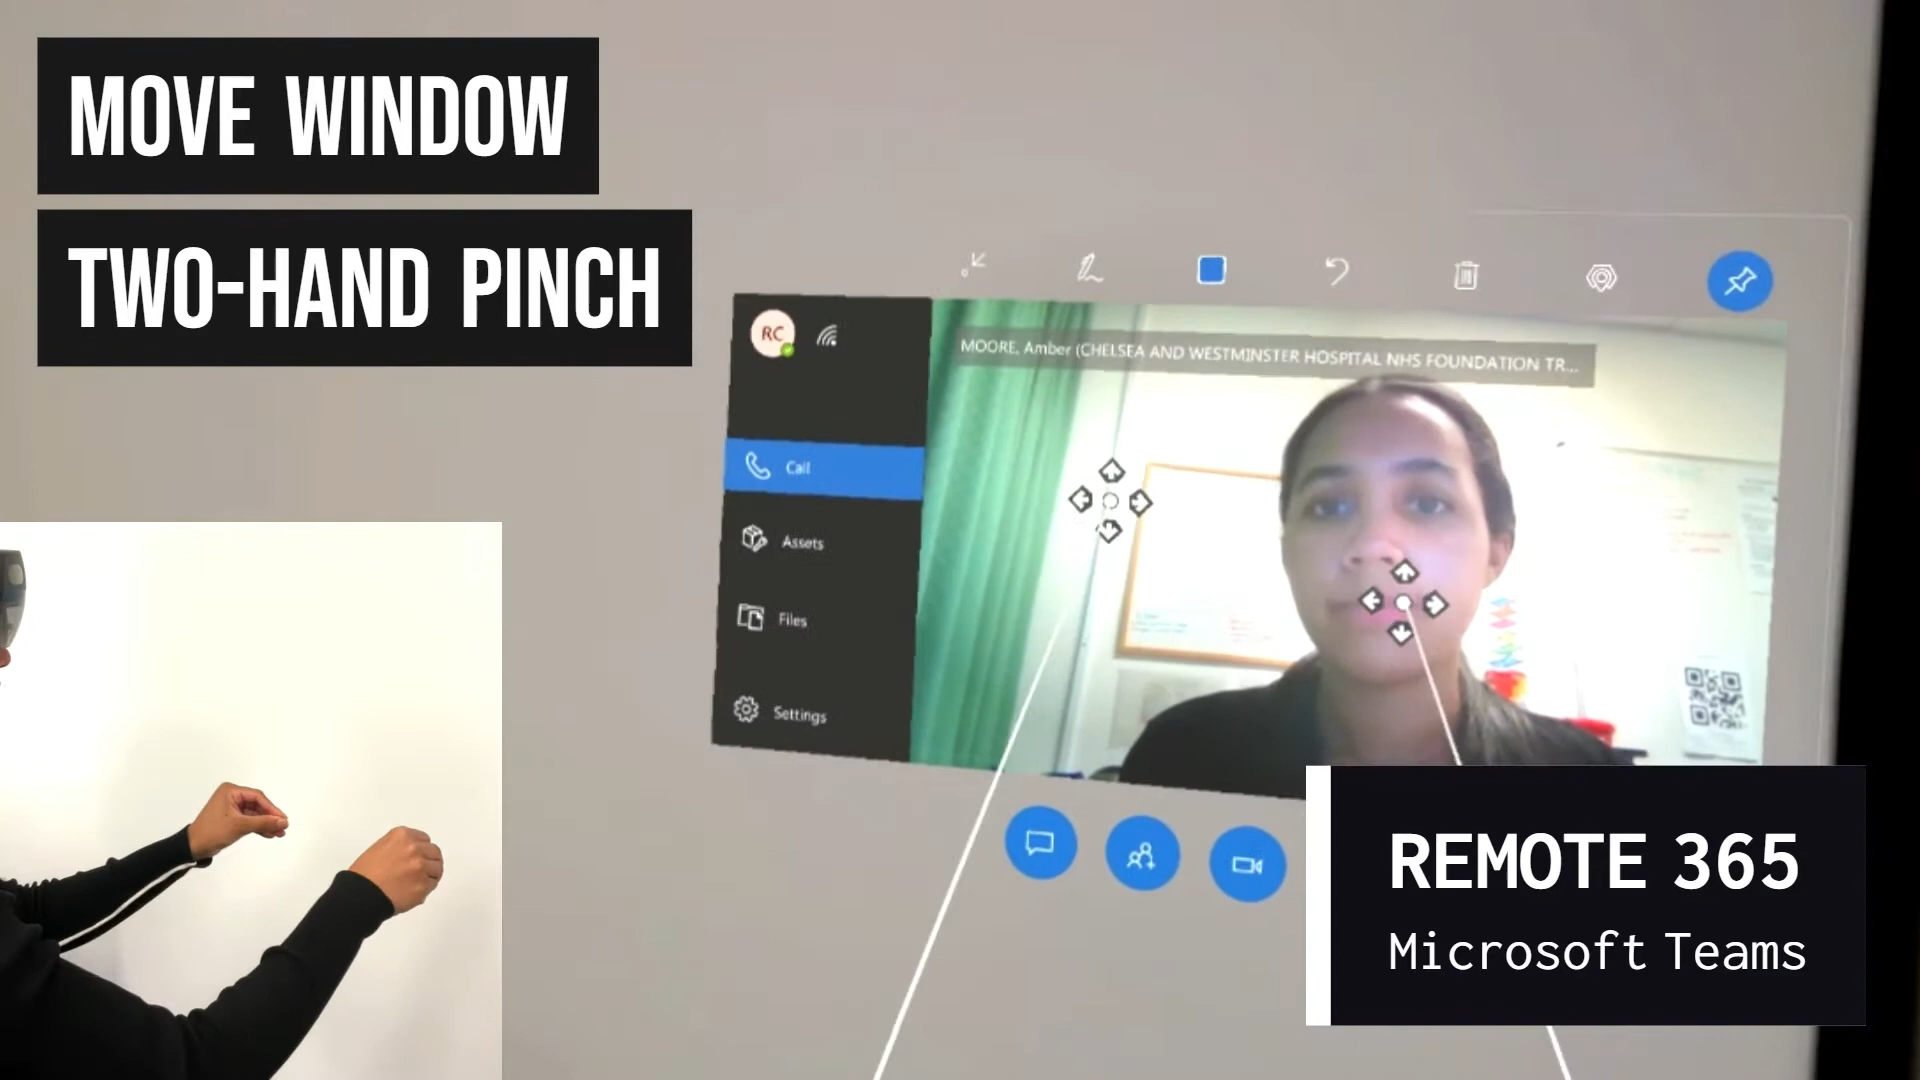 MOVE WINDOW
TWO-HAND PINCH
RC
MOORE, Amber (CHELSEA AND WESTMINSTER HOSPITAL NHS FOUNDATION TR...
Call
Assets
Files
Settings
REMOTE 365
Microsoft Teams